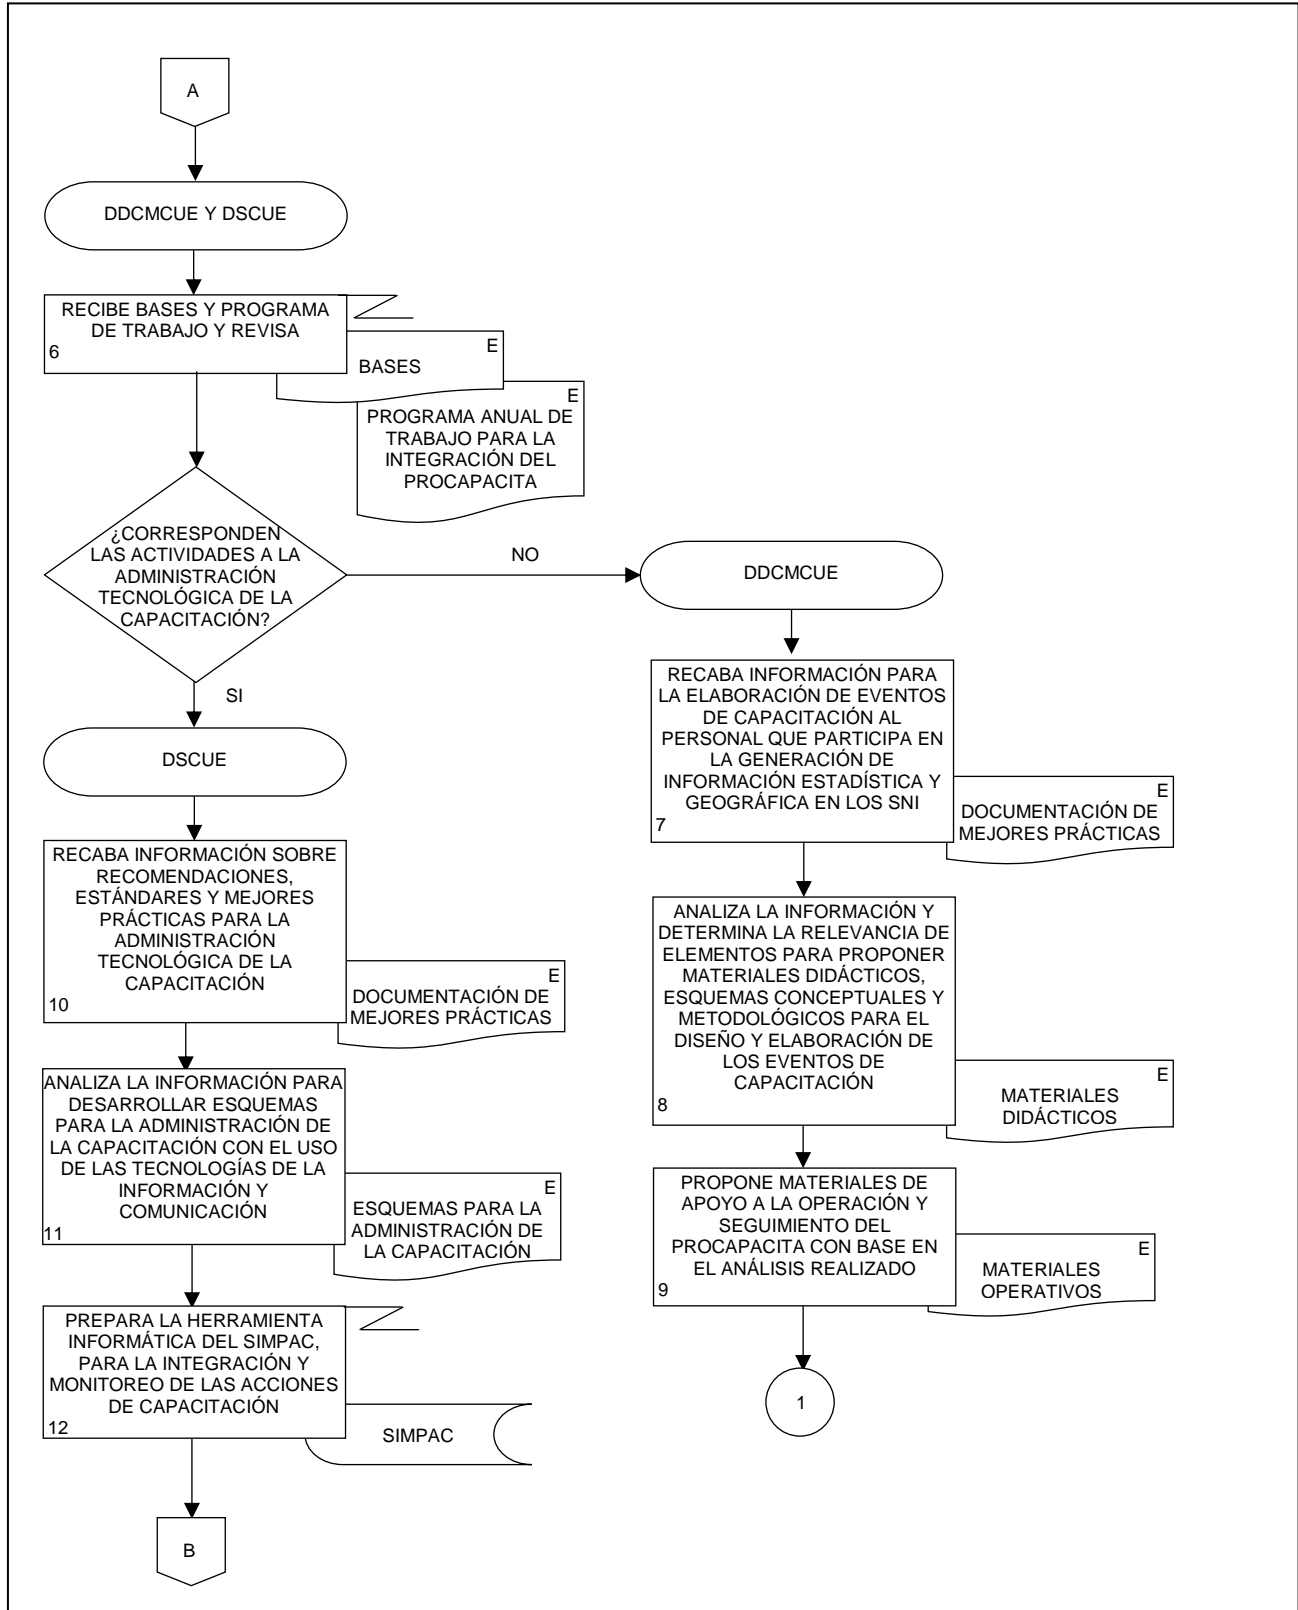 A
DDCMCUE Y DSCUE
RECIBE BASES Y PROGRAMA
DE TRABAJO Y REVISA
6
E
BASES
E
PROGRAMA ANUAL DE
TRABAJO PARA LA
INTEGRACIÓN DEL
PROCAPACITA
¿CORRESPONDEN
LAS ACTIVIDADES A LA
ADMINISTRACIÓN
TECNOLÓGICA DE LA
CAPACITACIÓN?
NO
SI
DDCMCUE
RECABA INFORMACIÓN PARA
LA ELABORACIÓN DE EVENTOS
DE CAPACITACIÓN AL
PERSONAL QUE PARTICIPA EN
LA GENERACIÓN DE
INFORMACIÓN ESTADÍSTICA Y
GEOGRÁFICA EN LOS SNI
7
E
DOCUMENTACIÓN DE
MEJORES PRÁCTICAS
ANALIZA LA INFORMACIÓN Y
DETERMINA LA RELEVANCIA DE
ELEMENTOS PARA PROPONER
MATERIALES DIDÁCTICOS,
ESQUEMAS CONCEPTUALES Y
METODOLÓGICOS PARA EL
DISEÑO Y ELABORACIÓN DE
LOS EVENTOS DE
CAPACITACIÓN
8
E
MATERIALES
DIDÁCTICOS
PROPONE MATERIALES DE
APOYO A LA OPERACIÓN Y
SEGUIMIENTO DEL
PROCAPACITA CON BASE EN
EL ANÁLISIS REALIZADO
9
E
MATERIALES
OPERATIVOS
1
DSCUE
RECABA INFORMACIÓN SOBRE
RECOMENDACIONES,
ESTÁNDARES Y MEJORES
PRÁCTICAS PARA LA
ADMINISTRACIÓN
TECNOLÓGICA DE LA
CAPACITACIÓN
10
E
DOCUMENTACIÓN DE
MEJORES PRÁCTICAS
ANALIZA LA INFORMACIÓN PARA
DESARROLLAR ESQUEMAS
PARA LA ADMINISTRACIÓN DE
LA CAPACITACIÓN CON EL USO
DE LAS TECNOLOGÍAS DE LA
INFORMACIÓN Y
COMUNICACIÓN
11
E
ESQUEMAS PARA LA
ADMINISTRACIÓN DE
LA CAPACITACIÓN
PREPARA LA HERRAMIENTA
INFORMÁTICA DEL SIMPAC,
PARA LA INTEGRACIÓN Y
MONITOREO DE LAS ACCIONES
DE CAPACITACIÓN
12
SIMPAC
B